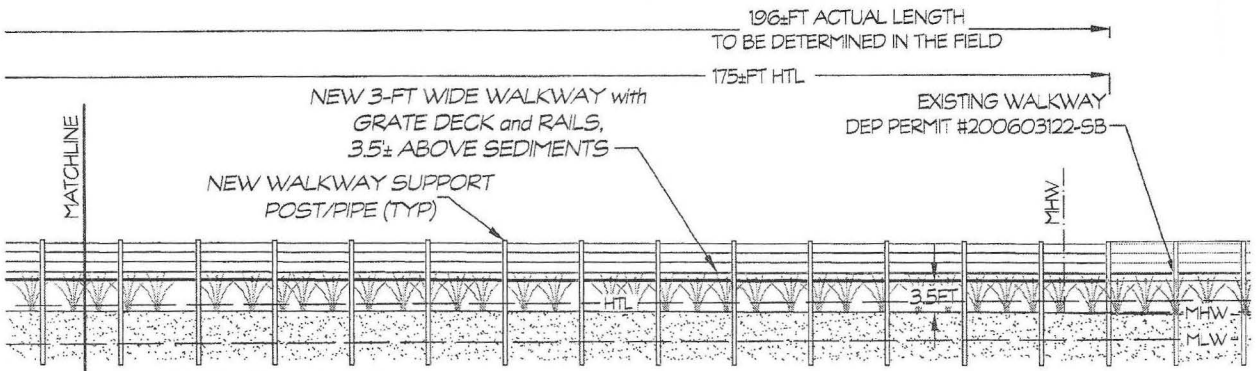 196±FT ACTUAL LENGTH
TO BE DETERMINED IN THE FIELD
175±FT HTL
NEW 3-FT WIDE WALKWAY with
GRATE DECK and RAILS,
3.5'± ABOVE SEDIMENTS
EXISTING WALKWAY
DEP PERMIT #200603122-SB
NEW WALKWAY SUPPORT
POST/PIPE (TYP)
MATCHLINE
MHW
HTL
3.5FT
MHW
MLW